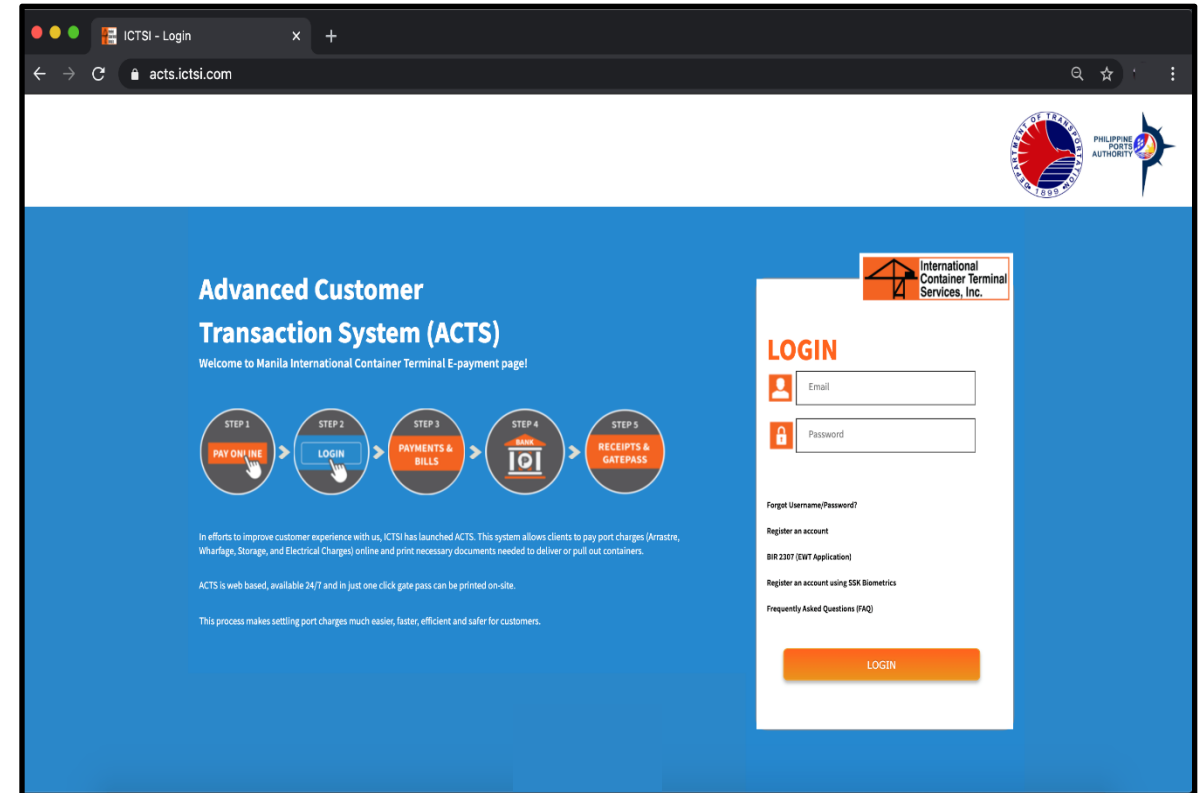 ICTSI - Login
acts.ictsi.com
DEPARTMENT OF TRANSPORTATION
1899
PHILIPPINE
PORTS
AUTHORITY
Advanced Customer
Transaction System (ACTS)
Welcome to Manila International Container Terminal E-payment page!
STEP 1
PAY ONLINE
STEP 2
LOGIN
STEP 3
PAYMENTS &
BILLS
STEP 4
BANK
P
STEP 5
RECEIPTS &
GATEPASS
In efforts to improve customer experience with us, ICTSI has launched ACTS. This system allows clients to pay port charges (Arrastre,
Wharfage, Storage, and Electrical Charges) online and print necessary documents needed to deliver or pull out containers.
ACTS is web based, available 24/7 and in just one click gate pass can be printed on-site.
This process makes settling port charges much easier, faster, efficient and safer for customers.
International
Container Terminal
Services, Inc.
LOGIN
Email
Password
Forgot Username/Password?
Register an account
BIR 2307 (EWT Application)
Register an account using SSK Biometrics
Frequently Asked Questions (FAQ)
LOGIN